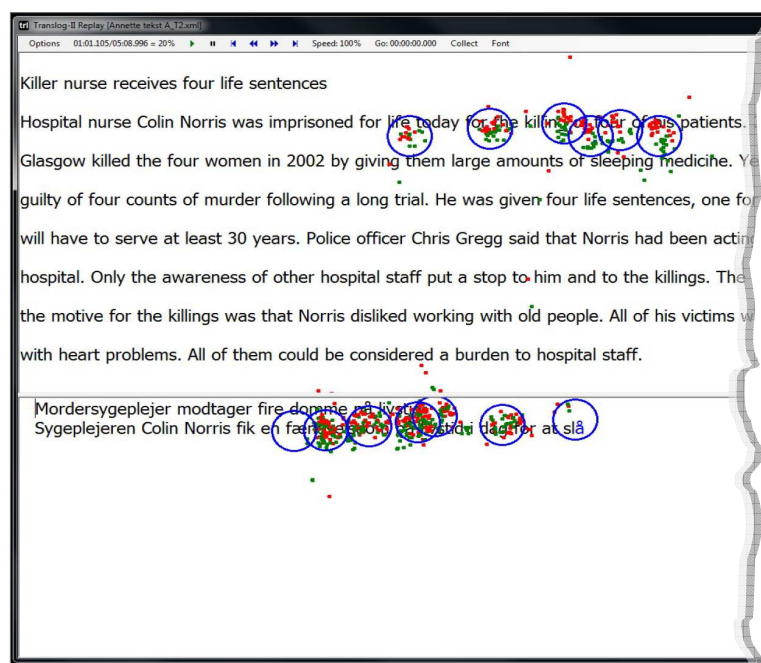 trl Translog-II Replay [Annette tekst A_T2.xml]
Options 01:01.105/05:08.996 = 20% Speed: 100% Go: 00:00:00.000 Collect Font
Killer nurse receives four life sentences
Hospital nurse Colin Norris was imprisoned for life today for the killing of four of his patients.
Glasgow killed the four women in 2002 by giving them large amounts of sleeping medicine. Ye
guilty of four counts of murder following a long trial. He was given four life sentences, one for
will have to serve at least 30 years. Police officer Chris Gregg said that Norris had been acting
hospital. Only the awareness of other hospital staff put a stop to him and to the killings. The
the motive for the killings was that Norris disliked working with old people. All of his victims w
with heart problems. All of them could be considered a burden to hospital staff.
Mordersygeplejer modtager fire domme på livstid
Sygeplejeren Colin Norris fik en på livstid i dag for at slå